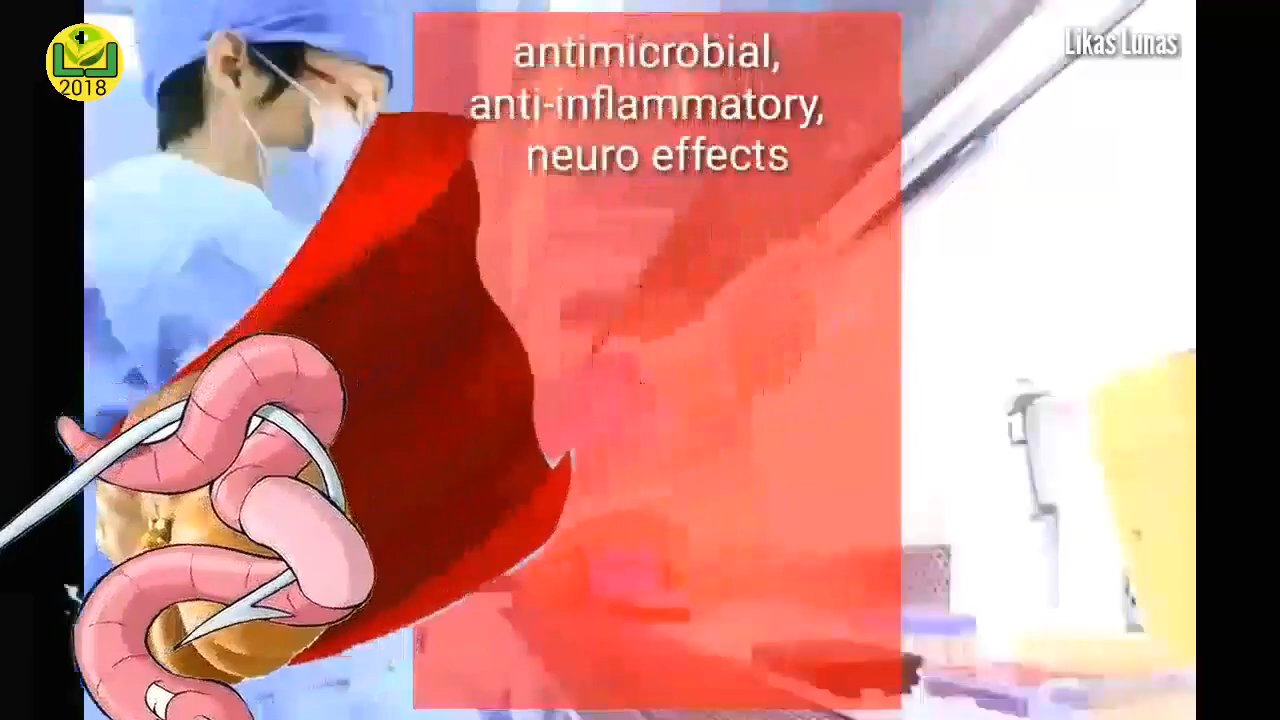 2018
antimicrobial,
anti-inflammatory,
neuro effects
Likas Lunas